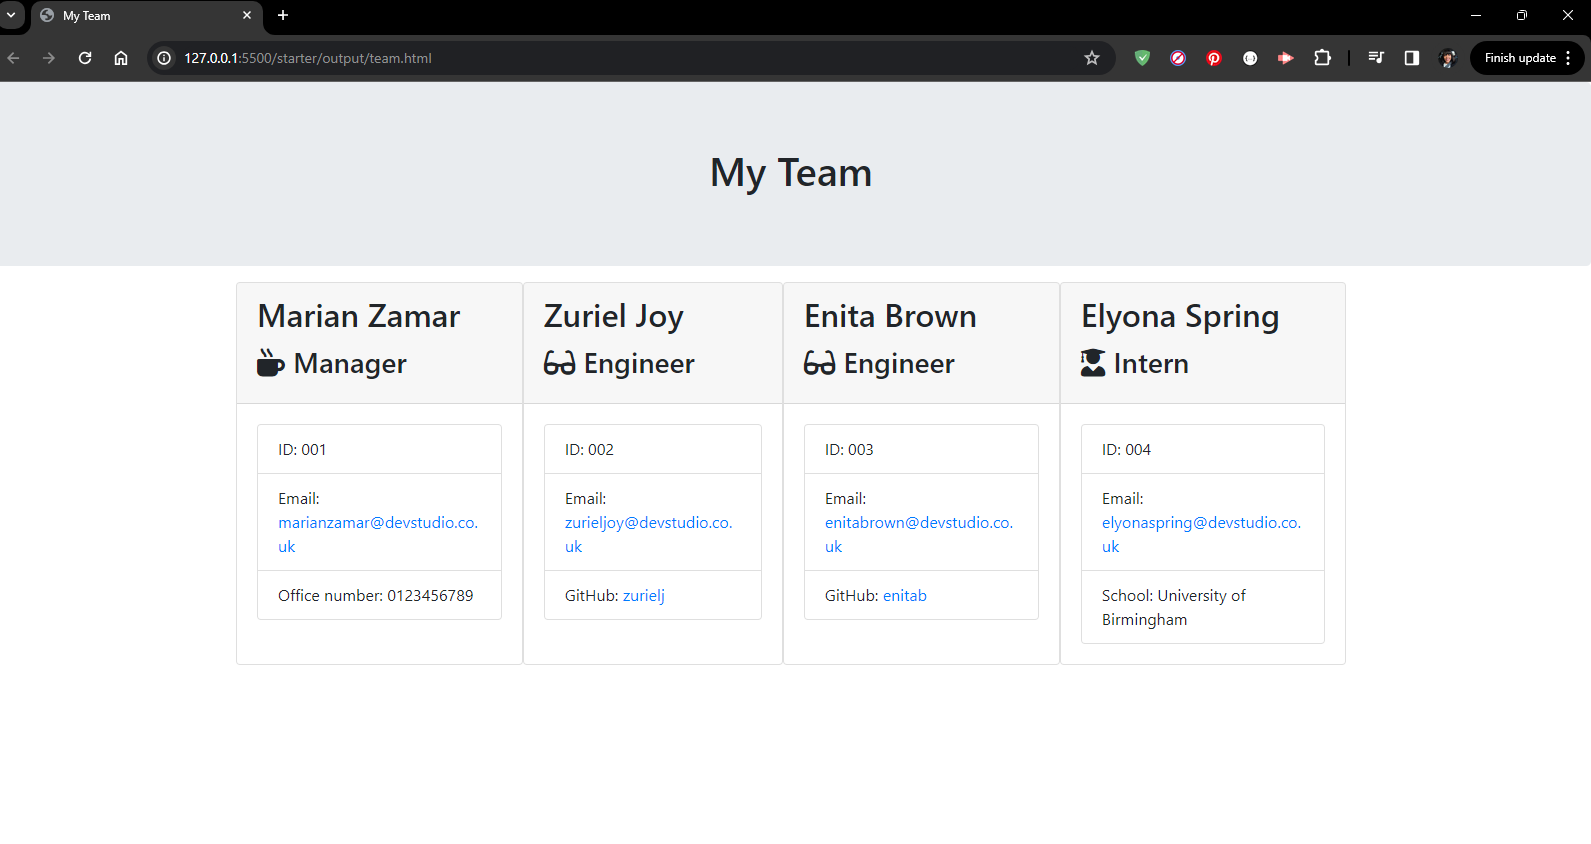 My Team
127.0.0.1:5500/starter/output/team.html
Finish update
My Team
Marian Zamar
Manager
ID: 001
Email:
marianzamar@devstudio.co.
uk
Office number: 0123456789
Zuriel Joy
Engineer
ID: 002
Email:
zurieljoy@devstudio.co.
uk
GitHub: zurielj
Enita Brown
Engineer
ID: 003
Email:
enitabrown@devstudio.co.
uk
GitHub: enitab
Elyona Spring
Intern
ID: 004
Email:
elyonaspring@devstudio.co.
uk
School: University of
Birmingham